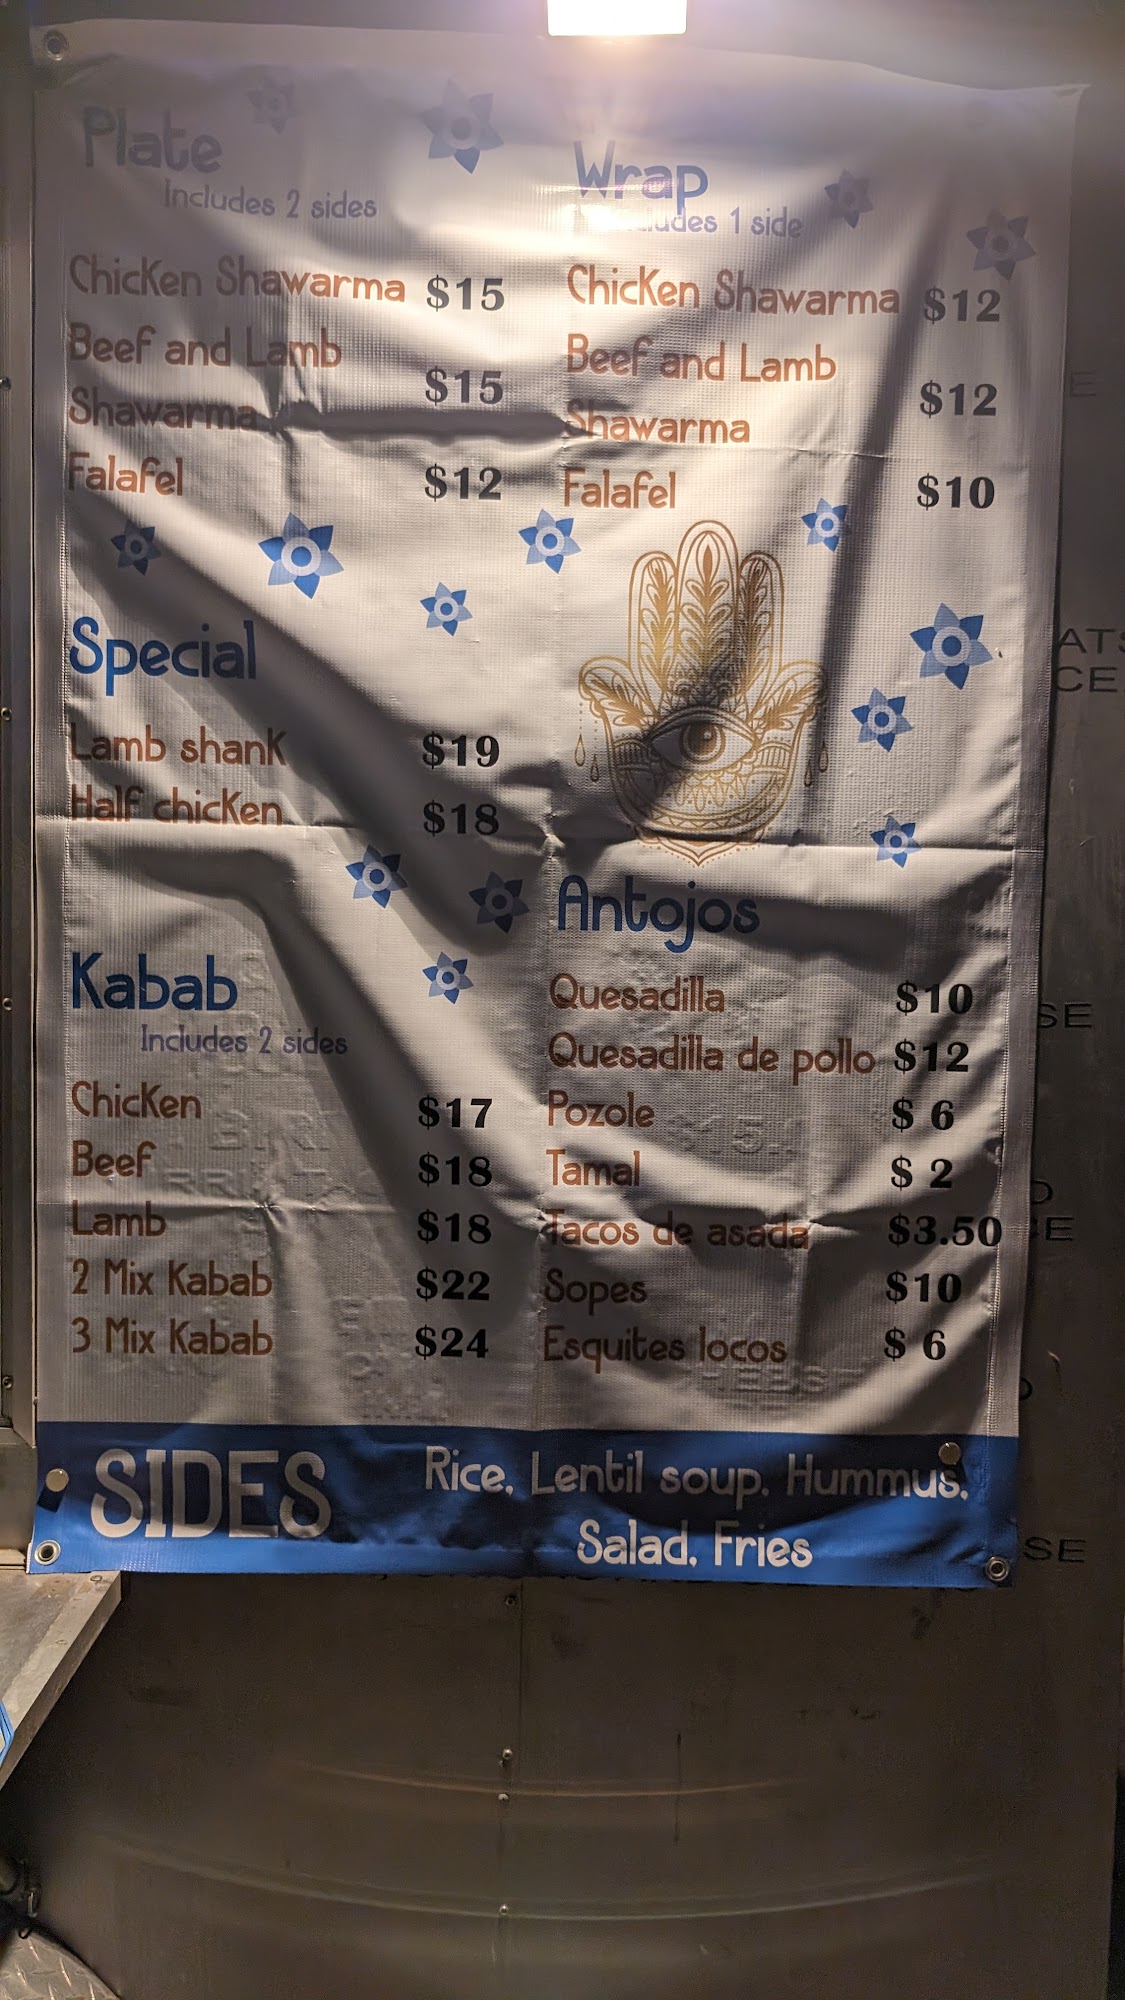 Plate
Includes 2 sides
Chicken Shawarma $15
Beef and Lamb
Shawarma $15
Falafel $12
Wrap
Includes 1 side
Chicken Shawarma $12
Beef and Lamb
Shawarma $12
Falafel $10
Special
Lamb shank $19
Half chicken $18
Kabab
Includes 2 sides
Chicken $17
Beef $18
Lamb $18
2 Mix Kabab $22
3 Mix Kabab $24
Antojos
Quesadilla $10
Quesadilla de pollo $12
Pozole $ 6
Tamal $ 2
Tacos de asada $3.50
Sopes $10
Esquites locos $ 6
SIDES
Rice, Lentil soup, Hummus,
Salad, Fries